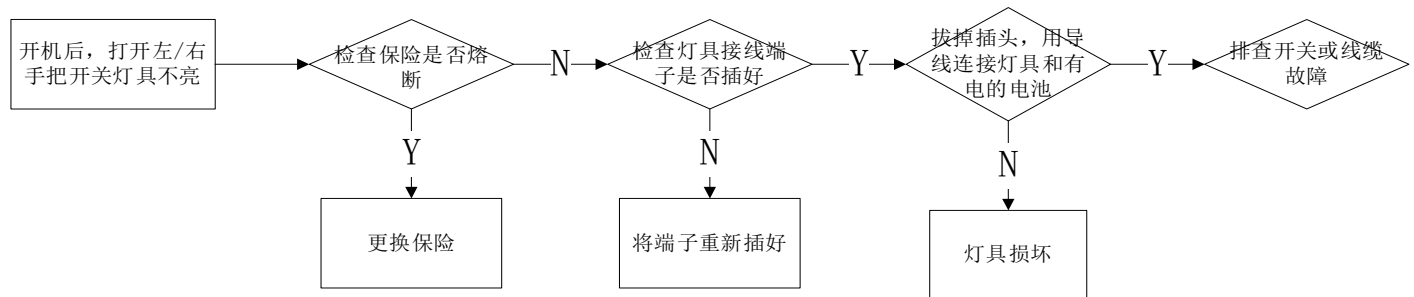 开机后，打开左/右
手把开关灯具不亮
检查保险是否熔
断
N
检查灯具接线端
子是否插好
Y
拔掉插头，用导
线连接灯具和有
电的电池
Y
排查开关或线缆
故障
Y
N
N
更换保险
将端子重新插好
灯具损坏